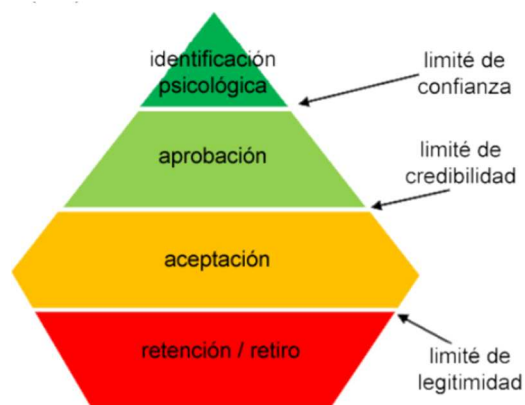 identificación
psicológica
limité de
confianza
aprobación
limité de
credibilidad
aceptación
retención / retiro
limité de
legitimidad